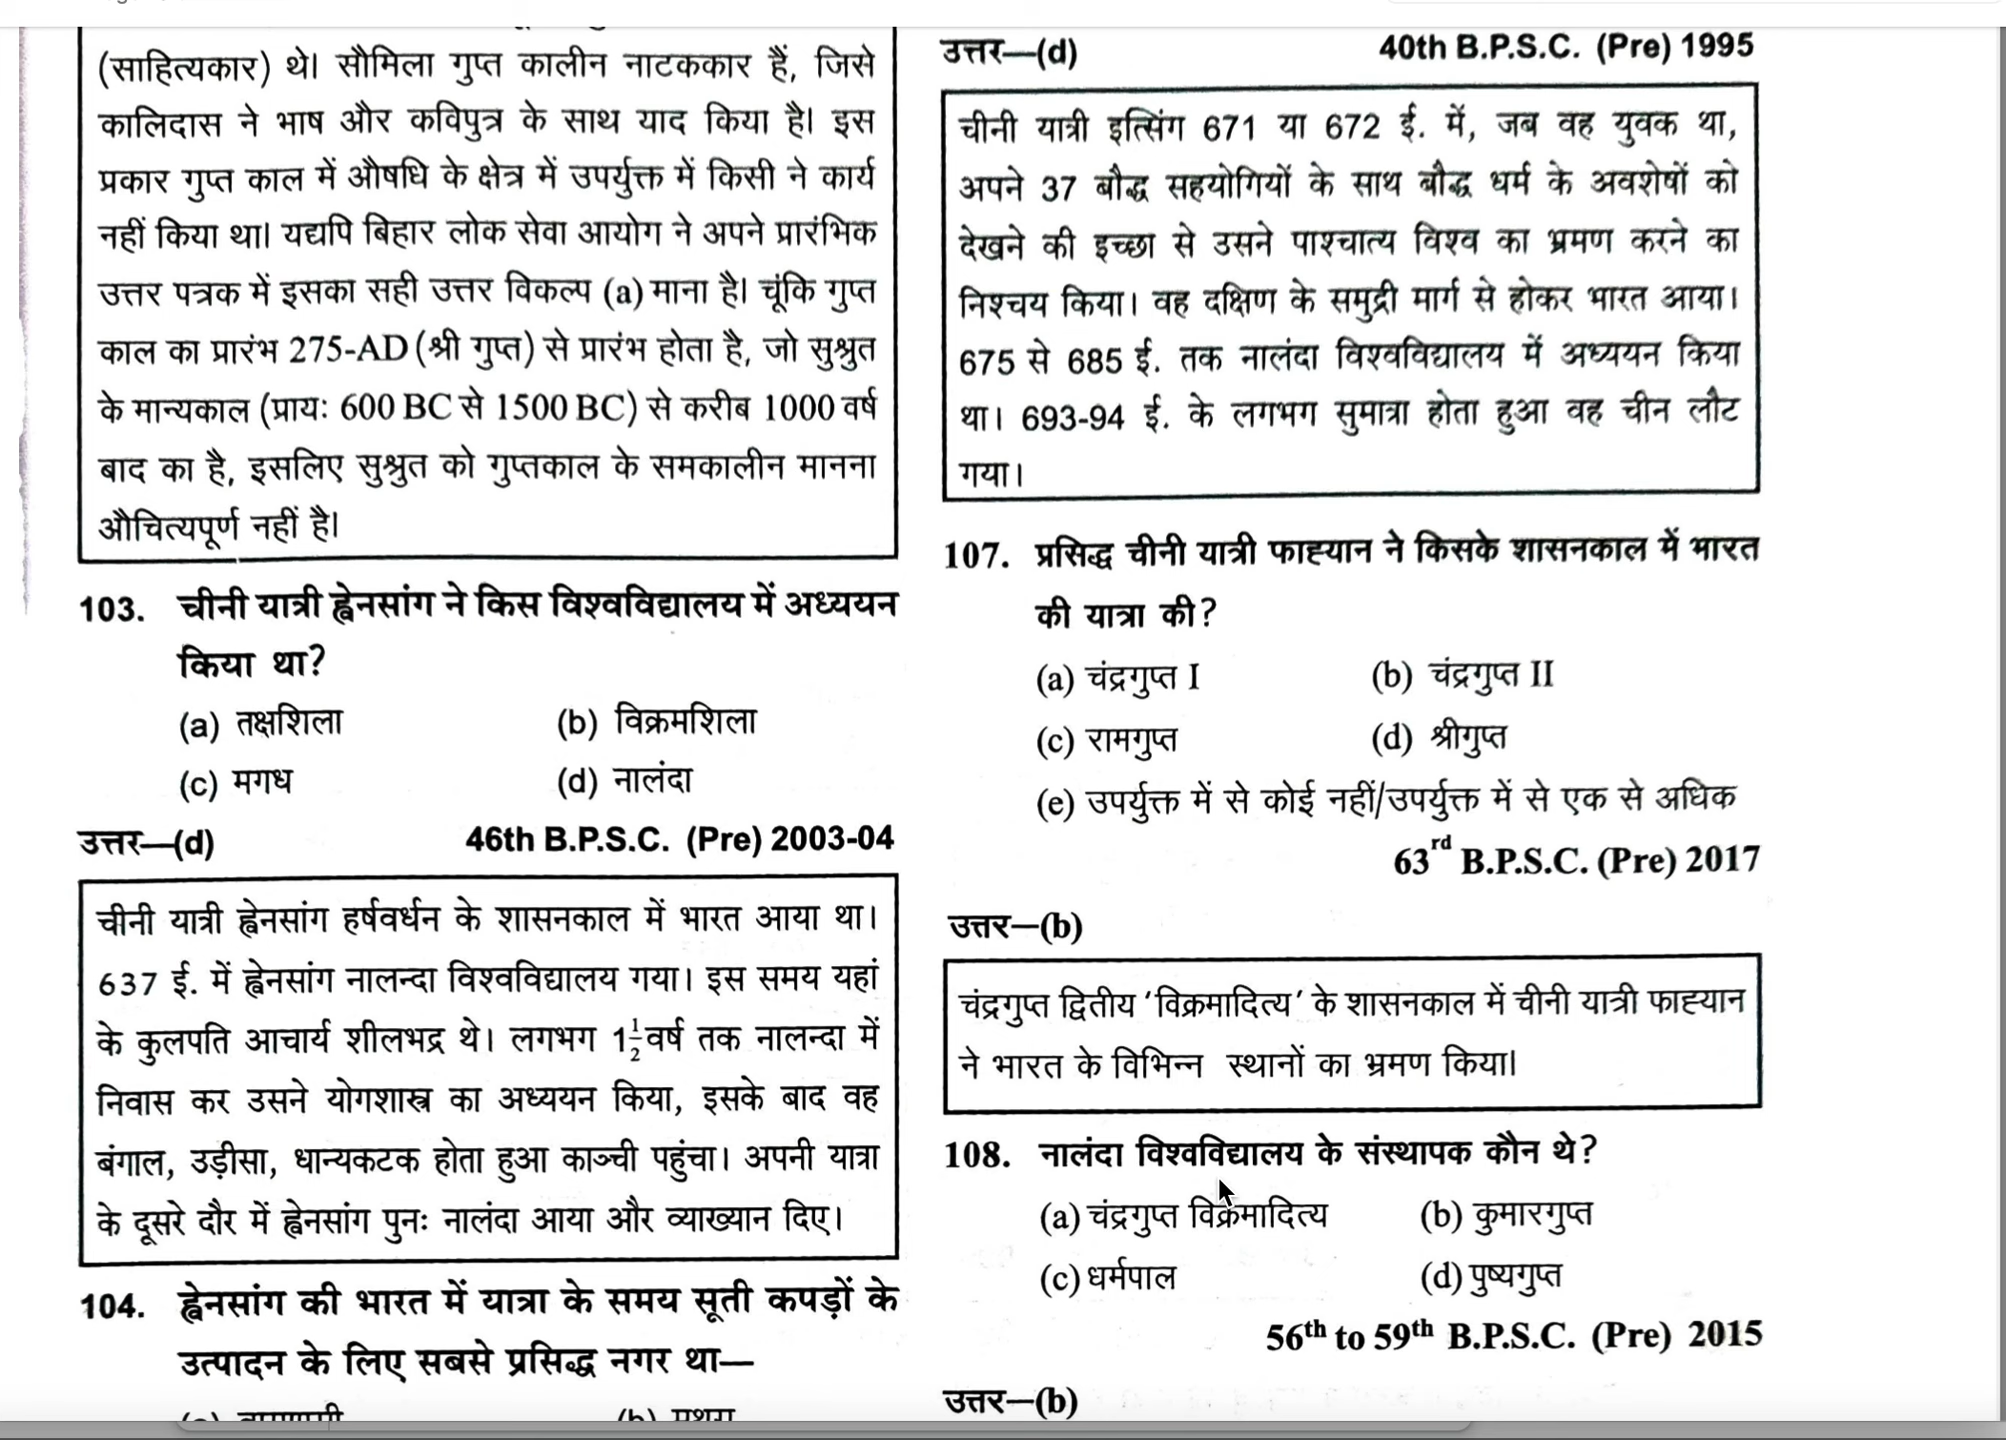 (साहित्यकार) थे। सौमिला गुप्त कालीन नाटककार हैं, जिसे
कालिदास ने भाष और कविपुत्र के साथ याद किया है। इस
प्रकार गुप्त काल में औषधि के क्षेत्र में उपर्युक्त में किसी ने कार्य
नहीं किया था। यद्यपि बिहार लोक सेवा आयोग ने अपने प्रारंभिक
उत्तर पत्रक में इसका सही उत्तर विकल्प (a) माना है। चूंकि गुप्त
काल का प्रारंभ 275-AD (श्री गुप्त) से प्रारंभ होता है, जो सुश्रुत
के मान्यकाल (प्रायः 600 BC से 1500 BC) से करीब 1000 वर्ष
बाद का है, इसलिए सुश्रुत को गुप्तकाल के समकालीन मानना
औचित्यपूर्ण नहीं है।
103. चीनी यात्री ह्वेनसांग ने किस विश्वविद्यालय में अध्ययन
किया था?
(a) तक्षशिला (b) विक्रमशिला
(c) मगध (d) नालंदा
उत्तर—(d) 46th B.P.S.C. (Pre) 2003-04
चीनी यात्री ह्वेनसांग हर्षवर्धन के शासनकाल में भारत आया था।
637 ई. में ह्वेनसांग नालन्दा विश्वविद्यालय गया। इस समय यहां
के कुलपति आचार्य शीलभद्र थे। लगभग 1½ वर्ष तक नालन्दा में
निवास कर उसने योगशास्त्र का अध्ययन किया, इसके बाद वह
बंगाल, उड़ीसा, धान्यकटक होता हुआ काञ्ची पहुंचा। अपनी यात्रा
के दूसरे दौर में ह्वेनसांग पुनः नालंदा आया और व्याख्यान दिए।
104. ह्वेनसांग की भारत में यात्रा के समय सूती कपड़ों के
उत्पादन के लिए सबसे प्रसिद्ध नगर था—
उत्तर—(d) 40th B.P.S.C. (Pre) 1995
चीनी यात्री इत्सिंग 671 या 672 ई. में, जब वह युवक था,
अपने 37 बौद्ध सहयोगियों के साथ बौद्ध धर्म के अवशेषों को
देखने की इच्छा से उसने पाश्चात्य विश्व का भ्रमण करने का
निश्चय किया। वह दक्षिण के समुद्री मार्ग से होकर भारत आया।
675 से 685 ई. तक नालंदा विश्वविद्यालय में अध्ययन किया
था। 693-94 ई. के लगभग सुमात्रा होता हुआ वह चीन लौट
गया।
107. प्रसिद्ध चीनी यात्री फाह्यान ने किसके शासनकाल में भारत
की यात्रा की?
(a) चंद्रगुप्त I (b) चंद्रगुप्त II
(c) रामगुप्त (d) श्रीगुप्त
(e) उपर्युक्त में से कोई नहीं/उपर्युक्त में से एक से अधिक
63rd B.P.S.C. (Pre) 2017
उत्तर—(b)
चंद्रगुप्त द्वितीय 'विक्रमादित्य' के शासनकाल में चीनी यात्री फाह्यान
ने भारत के विभिन्न स्थानों का भ्रमण किया।
108. नालंदा विश्वविद्यालय के संस्थापक कौन थे?
(a) चंद्रगुप्त विक्रमादित्य (b) कुमारगुप्त
(c) धर्मपाल (d) पुष्यगुप्त
56th to 59th B.P.S.C. (Pre) 2015
उत्तर—(b)